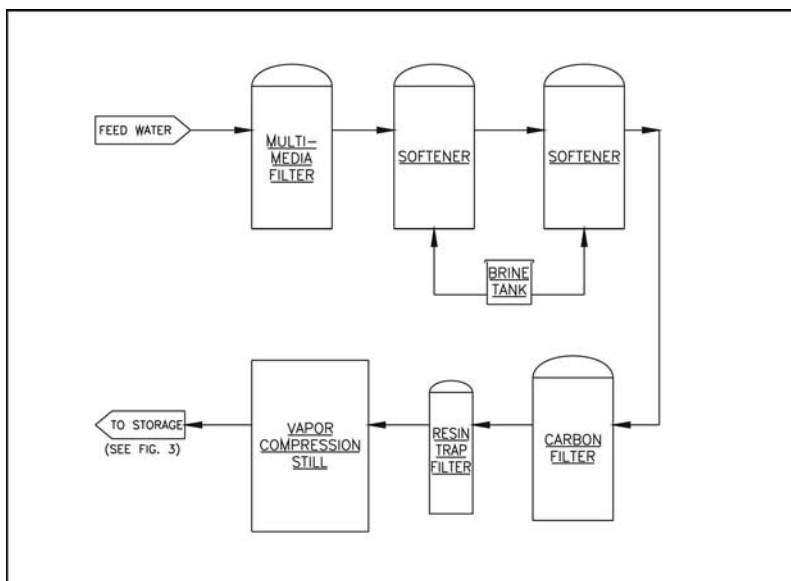 FEED WATER
MULTI-
MEDIA
FILTER
SOFTENER
SOFTENER
BRINE
TANK
TO STORAGE
(SEE FIG. 3)
VAPOR
COMPRESSION
STILL
RESIN
TRAP
FILTER
CARBON
FILTER